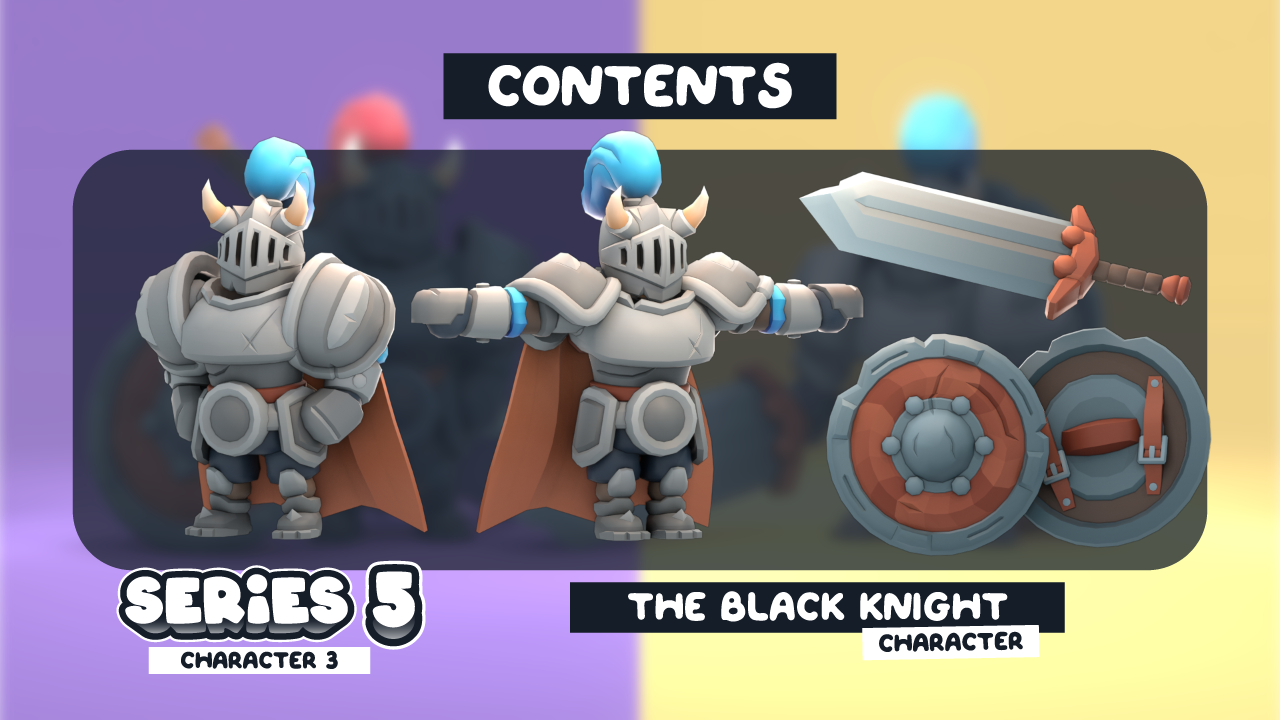 CONTENTS
SERIES 5
CHARACTER 3
THE BLACK KNIGHT
CHARACTER